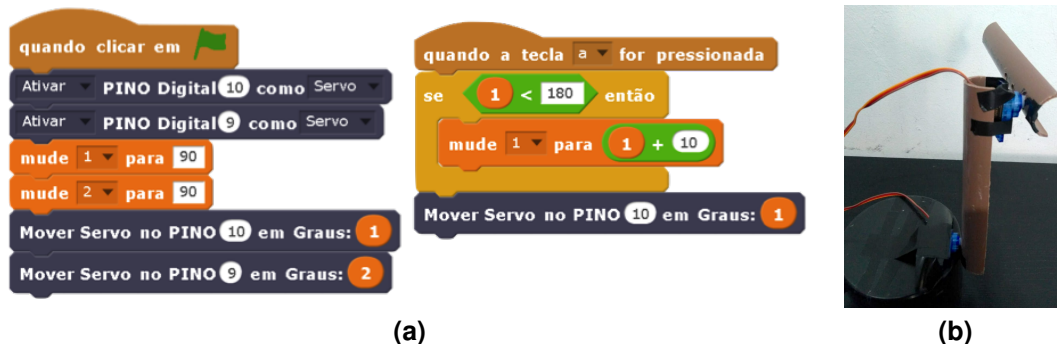 quando clicar em
Ativar PINO Digital 10 como Servo
Ativar PINO Digital 9 como Servo
mude 1 para 90
mude 2 para 90
Mover Servo no PINO 10 em Graus: 1
Mover Servo no PINO 9 em Graus: 2
quando a tecla a for pressionada
se 1 < 180 então
mude 1 para 1 + 10
Mover Servo no PINO 10 em Graus: 1
(a)
(b)